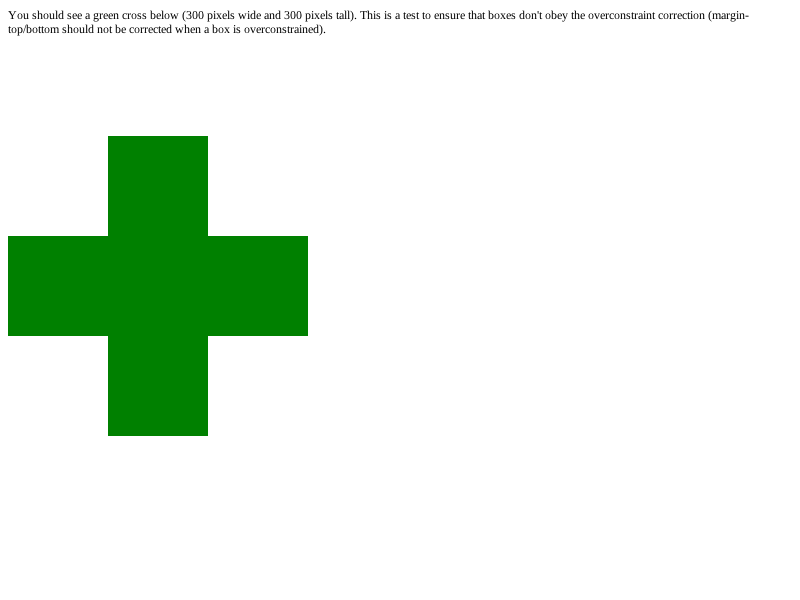 You should see a green cross below (300 pixels wide and 300 pixels tall). This is a test to ensure that boxes don't obey the overconstraint correction (margin-
top/bottom should not be corrected when a box is overconstrained).